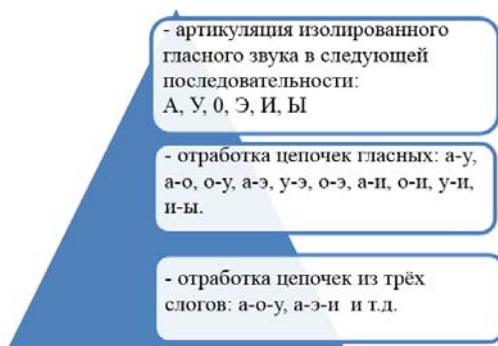 - артикуляция изолированного
гласного звука в следующей
последовательности:
А, У, 0, Э, И, Ы
- отработка цепочек гласных: а-у,
а-о, о-у, а-э, у-э, о-э, а-и, о-и, у-и,
и-ы.
- отработка цепочек из трёх
слогов: а-о-у, а-э-и и т.д.